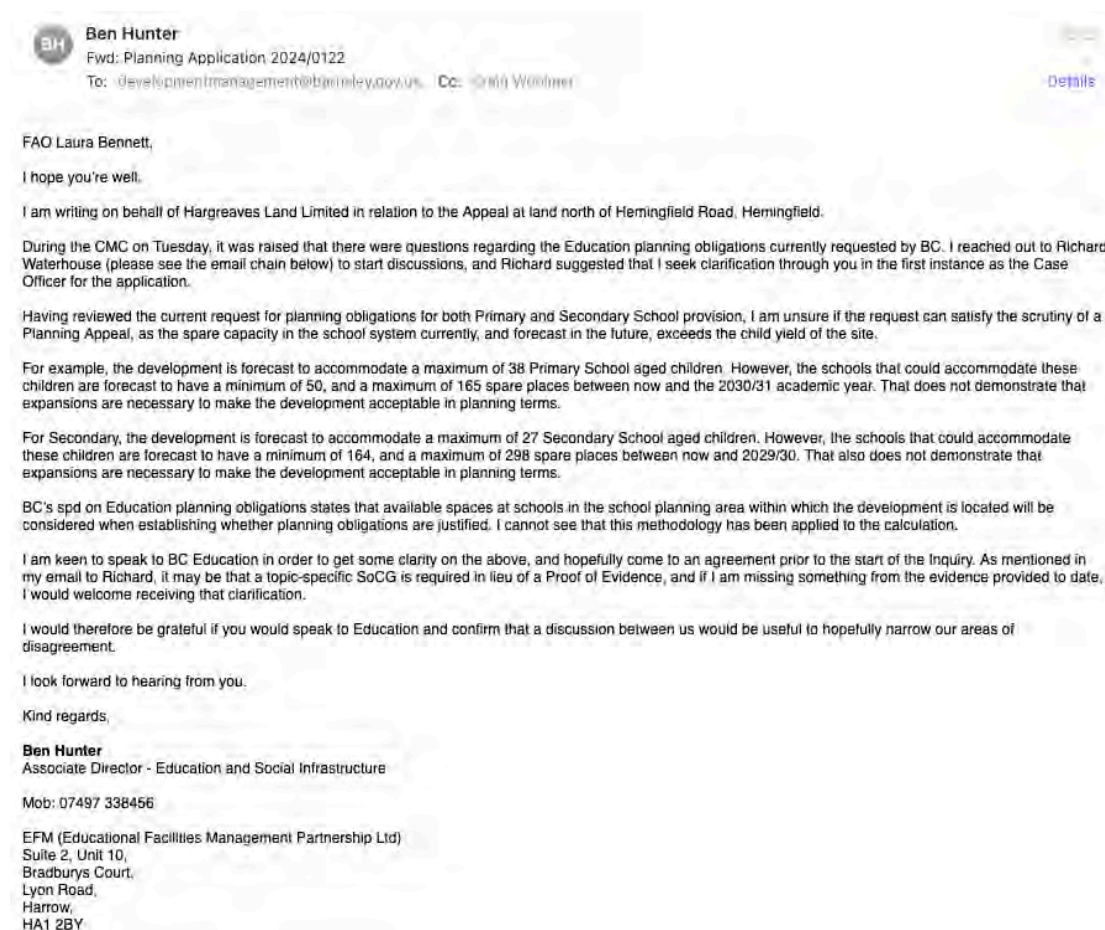 BH
Ben Hunter
Fwd: Planning Application 2024/0122
To: developmentmanagement@barnsley.gov.uk, Cc: Craig Woolmer
Details
FAO Laura Bennett,
I hope you're well.
I am writing on behalf of Hargreaves Land Limited in relation to the Appeal at land north of Hemingfield Road, Hemingfield.
During the CMC on Tuesday, it was raised that there were questions regarding the Education planning obligations currently requested by BC. I reached out to Richard
Waterhouse (please see the email chain below) to start discussions, and Richard suggested that I seek clarification through you in the first instance as the Case
Officer for the application.
Having reviewed the current request for planning obligations for both Primary and Secondary School provision, I am unsure if the request can satisfy the scrutiny of a
Planning Appeal, as the spare capacity in the school system currently, and forecast in the future, exceeds the child yield of the site.
For example, the development is forecast to accommodate a maximum of 38 Primary School aged children. However, the schools that could accommodate these
children are forecast to have a minimum of 50, and a maximum of 165 spare places between now and the 2030/31 academic year. That does not demonstrate that
expansions are necessary to make the development acceptable in planning terms.
For Secondary, the development is forecast to accommodate a maximum of 27 Secondary School aged children. However, the schools that could accommodate
these children are forecast to have a minimum of 164, and a maximum of 298 spare places between now and 2029/30. That also does not demonstrate that
expansions are necessary to make the development acceptable in planning terms.
BC's spd on Education planning obligations states that available spaces at schools in the school planning area within which the development is located will be
considered when establishing whether planning obligations are justified. I cannot see that this methodology has been applied to the calculation.
I am keen to speak to BC Education in order to get some clarity on the above, and hopefully come to an agreement prior to the start of the Inquiry. As mentioned in
my email to Richard, it may be that a topic-specific SoCG is required in lieu of a Proof of Evidence, and if I am missing something from the evidence provided to date,
I would welcome receiving that clarification.
I would therefore be grateful if you would speak to Education and confirm that a discussion between us would be useful to hopefully narrow our areas of
disagreement.
I look forward to hearing from you.
Kind regards,
Ben Hunter
Associate Director - Education and Social Infrastructure
Mob: 07497 338456
EFM (Educational Facilities Management Partnership Ltd)
Suite 2, Unit 10,
Bradburys Court,
Lyon Road,
Harrow,
HA1 2BY